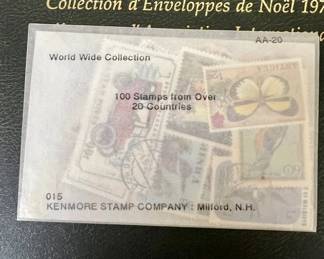 Collection d'Enveloppes de Noël 197
AA-20
World Wide Collection
100 Stamps from Over
20 Countries
015
KENMORE STAMP COMPANY : Milford, N.H.